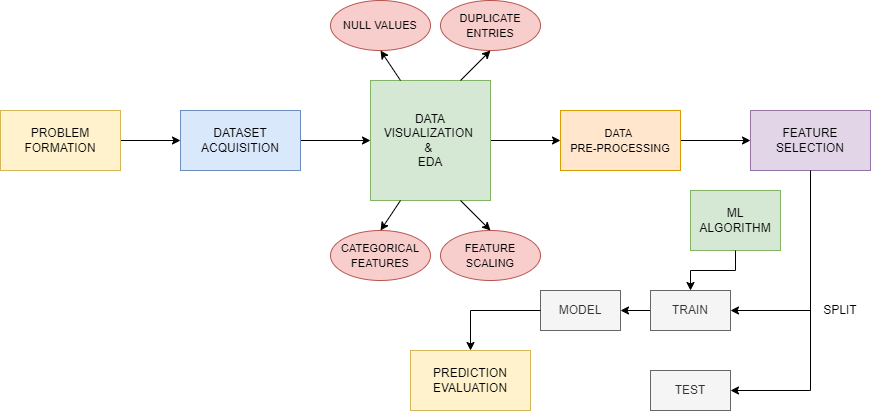 NULL VALUES
DUPLICATE
ENTRIES
PROBLEM
FORMATION
DATASET
ACQUISITION
DATA
VISUALIZATION
&
EDA
DATA
PRE-PROCESSING
FEATURE
SELECTION
CATEGORICAL
FEATURES
FEATURE
SCALING
ML
ALGORITHM
MODEL
TRAIN
SPLIT
PREDICTION
EVALUATION
TEST